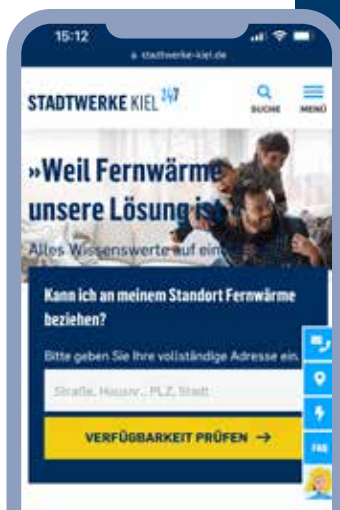 15:12
stadtwerke-kiel.de
STADTWERKE KIEL 24/7
SUCHE
MENÜ
»Weil Fernwärme
unsere Lösung ist
Alles Wissenswerte auf ein
Kann ich an meinem Standort Fernwärme
beziehen?
Bitte geben Sie Ihre vollständige Adresse ein.
Straße, Hausnr., PLZ, Stadt
VERFÜGBARKEIT PRÜFEN →
FAQ